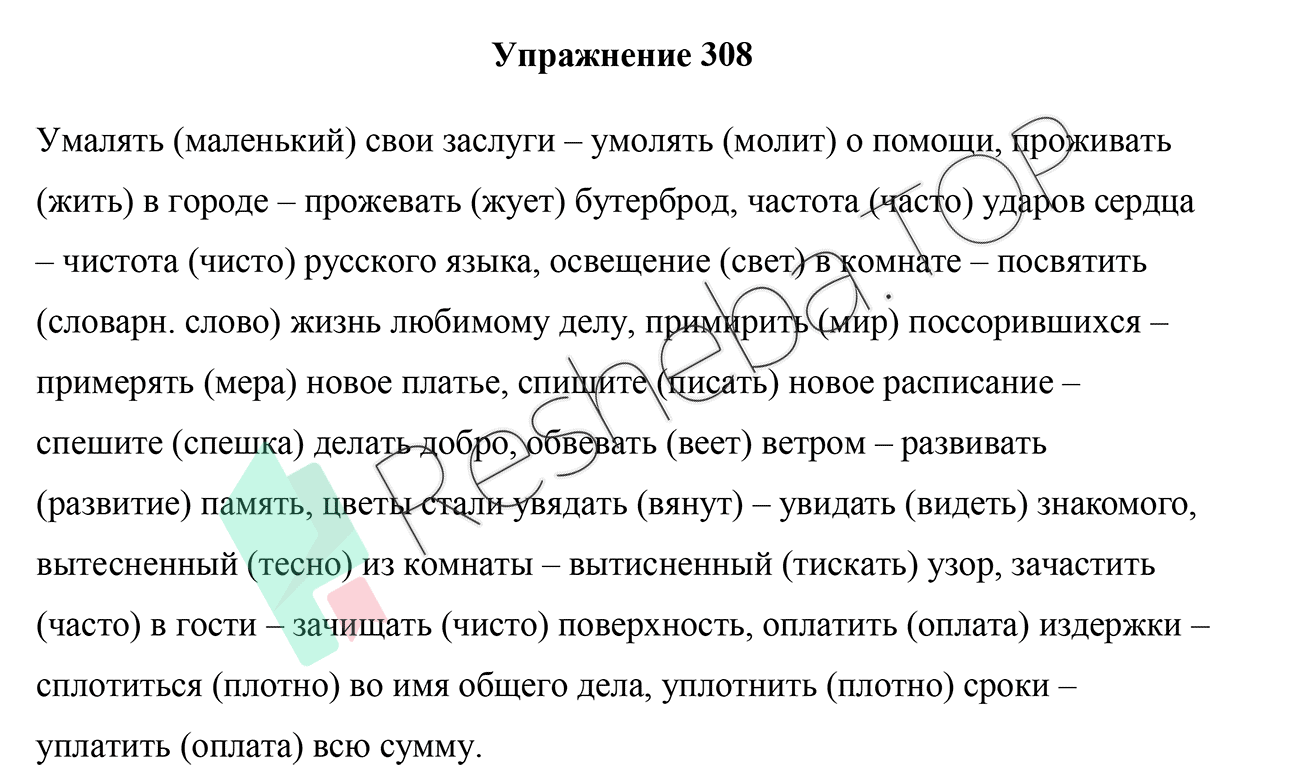 Упражнение 308
Умалять (маленький) свои заслуги – умолять (молит) о помощи, проживать
(жить) в городе – прожевать (жует) бутерброд, частота (часто) ударов сердца
– чистота (чисто) русского языка, освещение (свет) в комнате – посвятить
(словарн. слово) жизнь любимому делу, примирить (мир) поссорившихся –
примерять (мера) новое платье, спишите (писать) новое расписание –
спешите (спешка) делать добро, обвевать (веет) ветром – развивать
(развитие) память, цветы стали увядать (вянут) – увидать (видеть) знакомого,
вытесненный (тесно) из комнаты – вытисненный (тискать) узор, зачастить
(часто) в гости – зачищать (чисто) поверхность, оплатить (оплата) издержки –
сплотиться (плотно) во имя общего дела, уплотнить (плотно) сроки –
уплатить (оплата) всю сумму.
Resheba.TOP